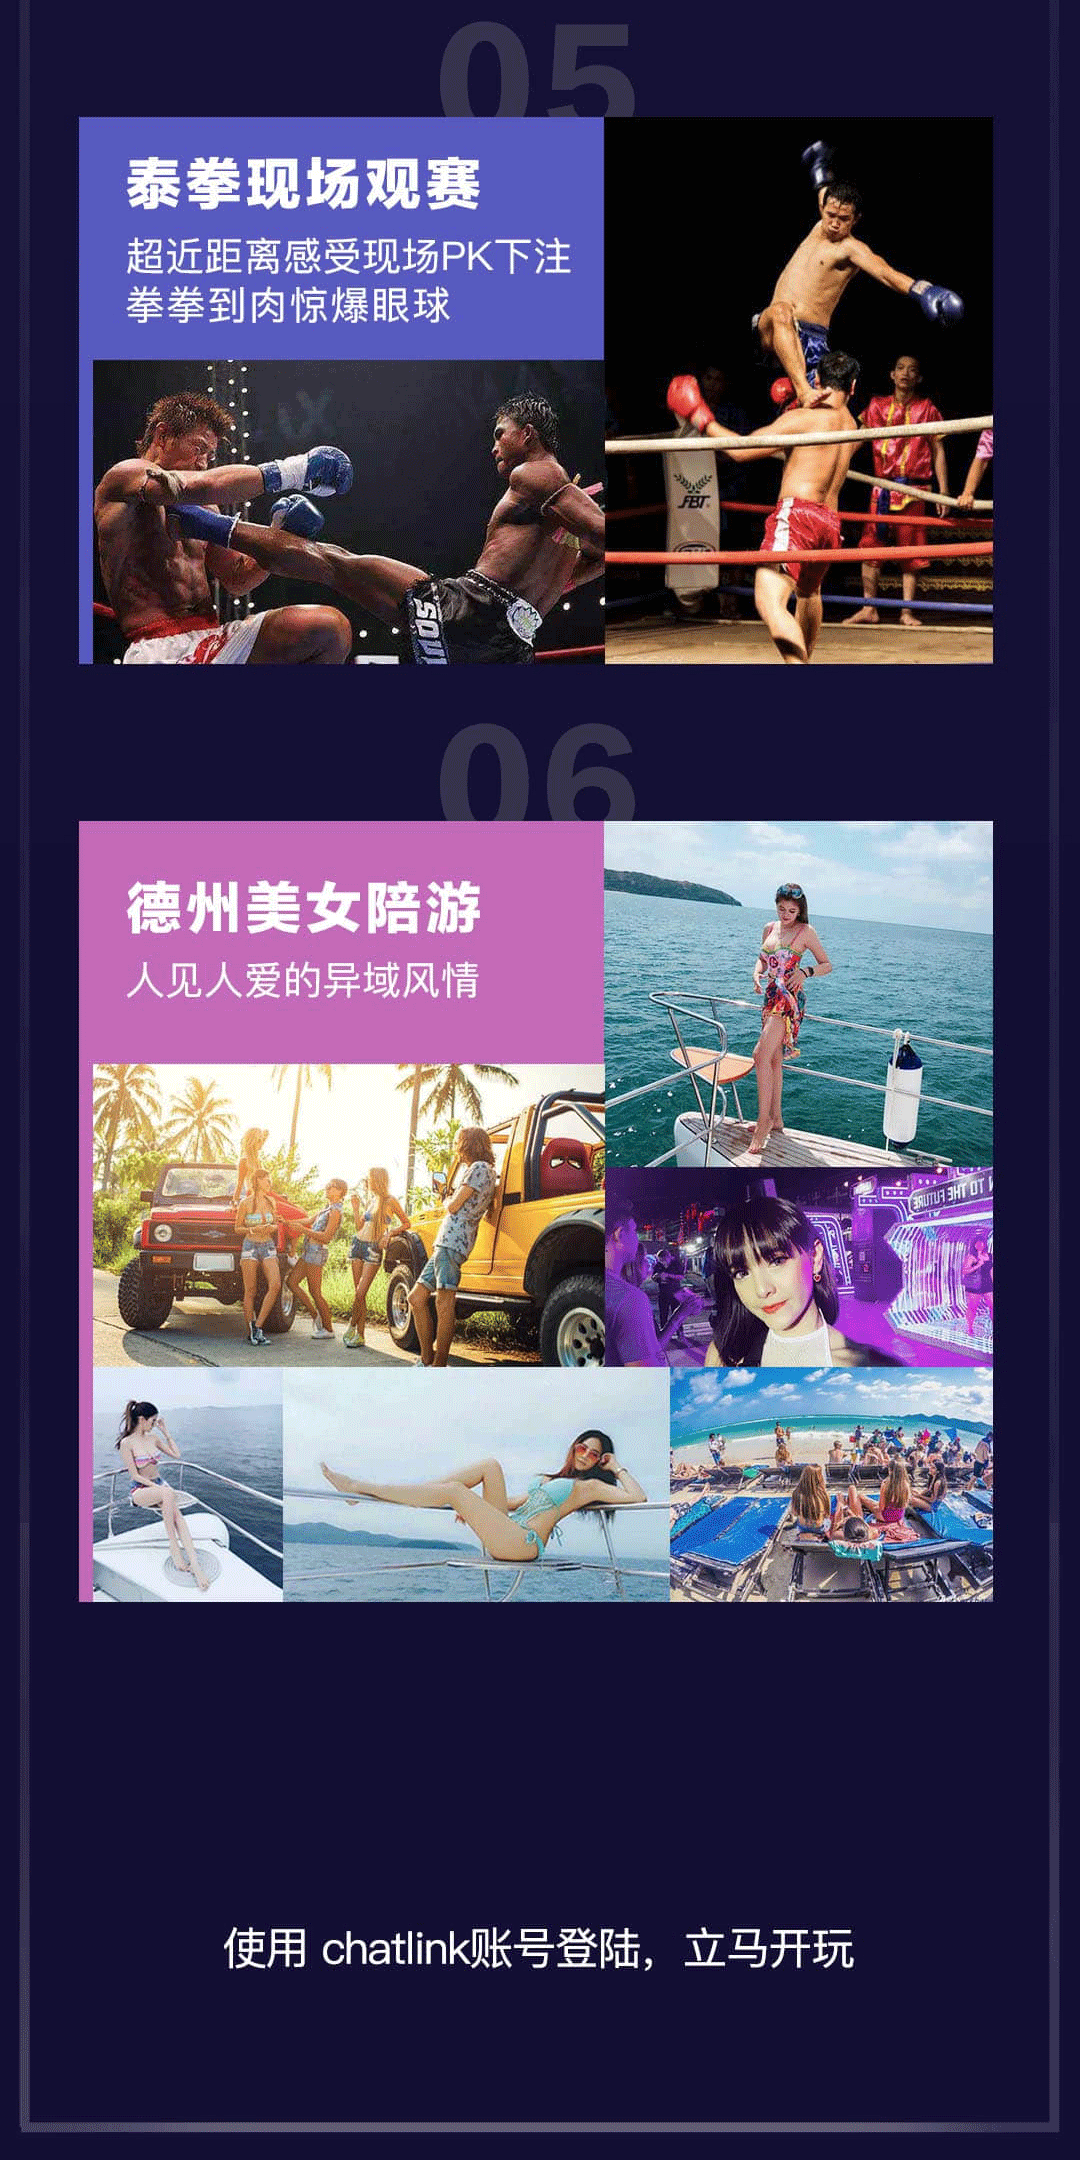 05
泰拳现场观赛
超近距离感受现场PK下注
拳拳到肉惊爆眼球
FBT
06
德州美女陪游
人见人爱的异域风情
使用 chatlink账号登陆，立马开玩